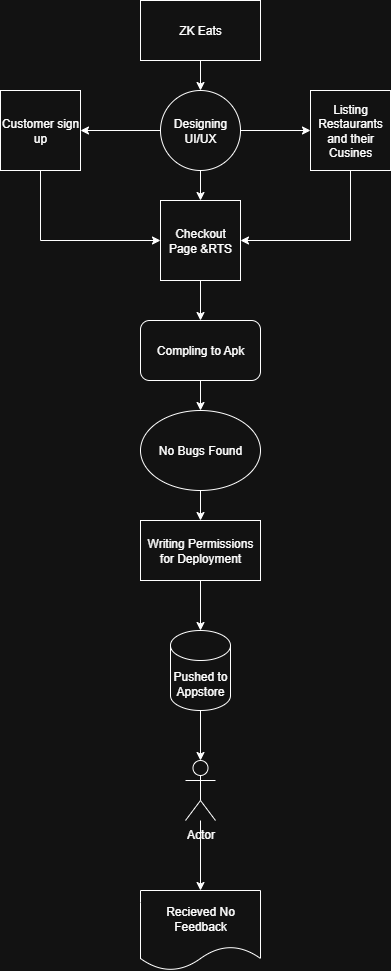 ZK Eats
Customer sign
up
Designing
UI/UX
Listing
Restaurants
and their
Cusines
Checkout
Page &RTS
Compling to Apk
No Bugs Found
Writing Permissions
for Deployment
Pushed to
Appstore
Actor
Recieved No
Feedback